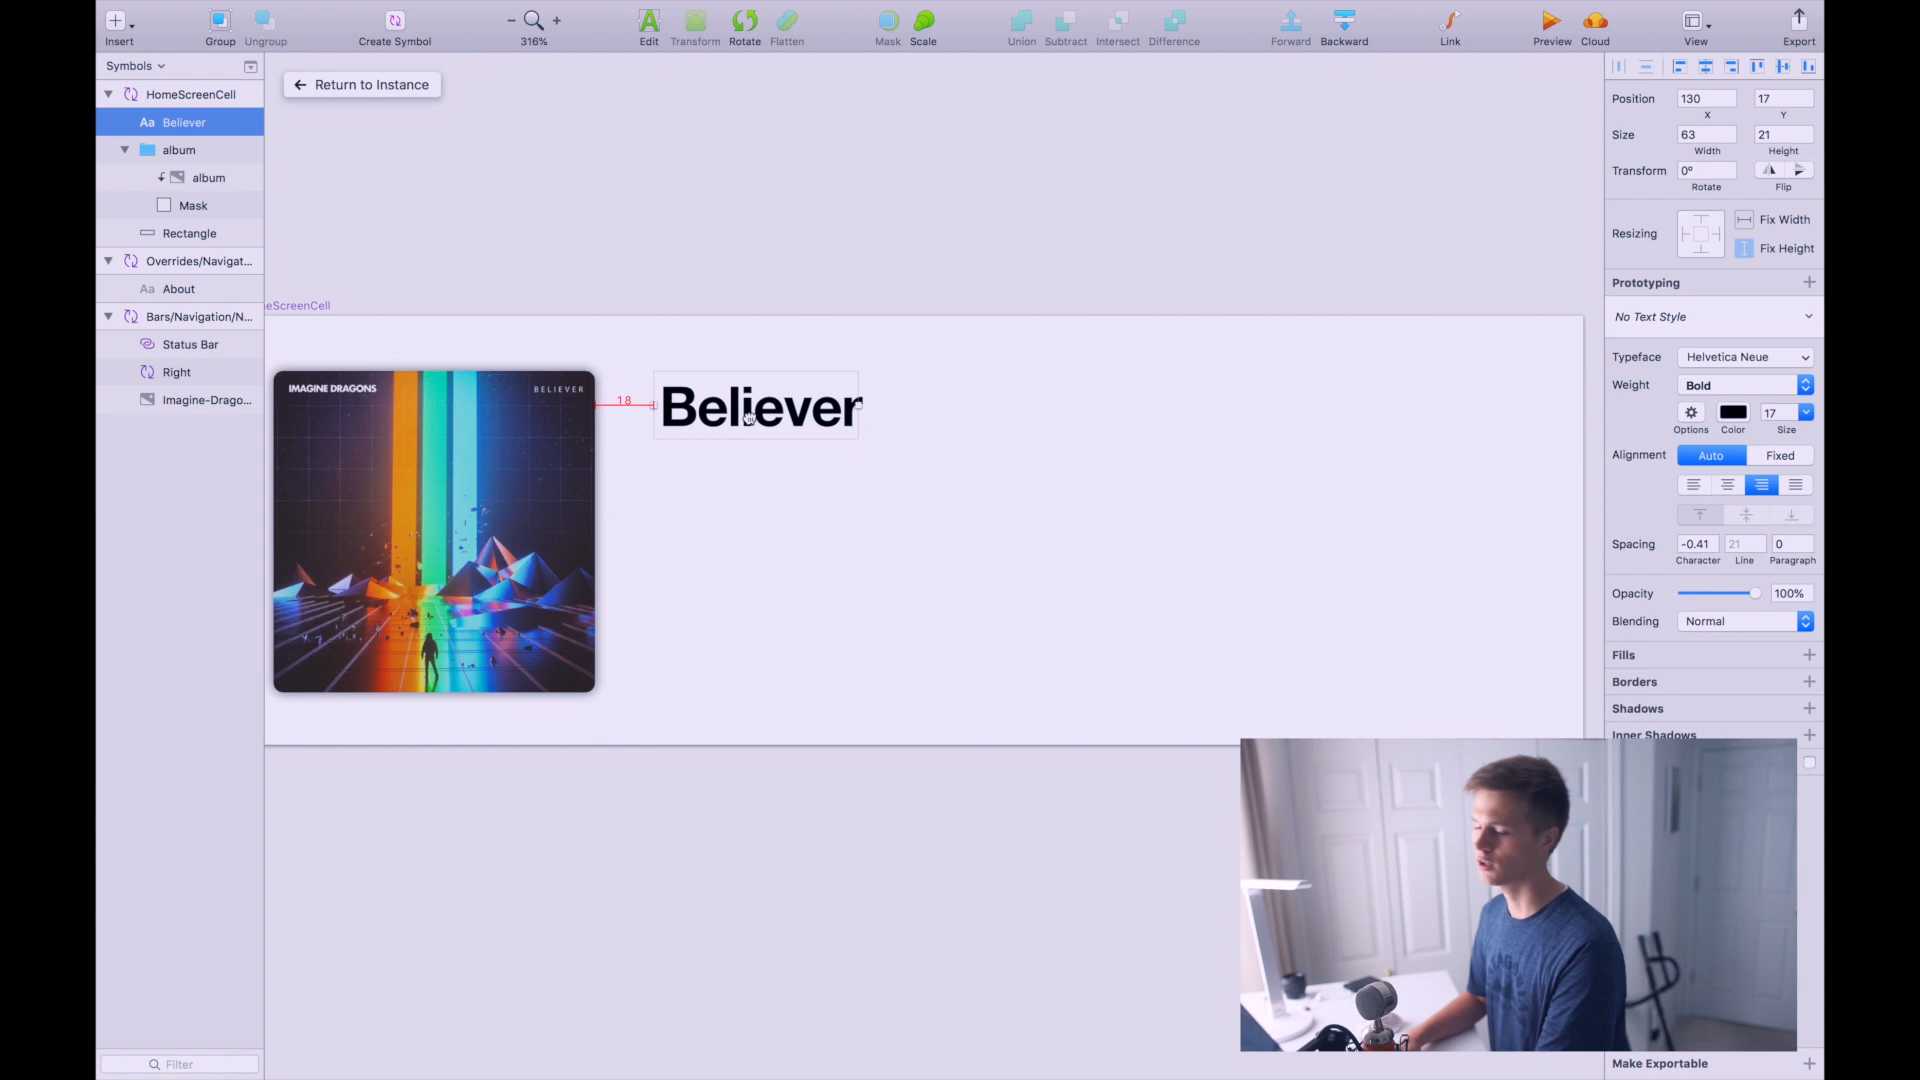 Insert
Group
Ungroup
Create Symbol
316%
Edit
Transform
Rotate
Flatten
Mask
Scale
Union
Subtract
Intersect
Difference
Forward
Backward
Link
Preview
Cloud
View
Export
Symbols
HomeScreenCell
Aa Believer
album
album
Mask
Rectangle
Overrides/Navigat...
Aa About
Bars/Navigation/N...
Status Bar
Right
Imagine-Drago...
Filter
Return to Instance
eScreenCell
IMAGINE DRAGONS
BELIEVER
18
Believer
Position 130 17
X Y
Size 63 21
Width Height
Transform 0°
Rotate Flip
Resizing
Fix Width
Fix Height
Prototyping
No Text Style
Typeface Helvetica Neue
Weight Bold
17
Options Color Size
Alignment Auto Fixed
Spacing -0.41 21 0
Character Line Paragraph
Opacity 100%
Blending Normal
Fills
Borders
Shadows
Inner Shadows
Make Exportable